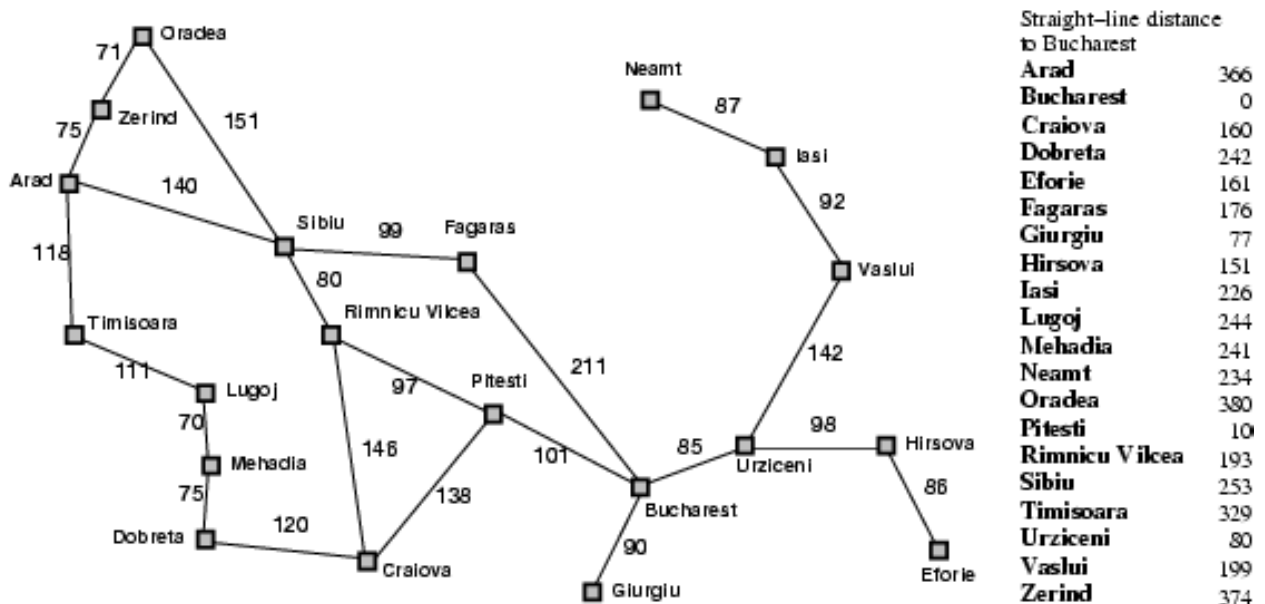 Oradea
71
Neamt
Zerind
87
75
151
Iasi
Arad
140
92
Sibiu
Fagaras
99
118
80
Vaslui
Rimnicu Vilcea
Timisoara
142
111
Lugoj
97
Pitesti
211
70
98
Hirsova
146
85
Urziceni
Mehadia
101
86
75
138
Bucharest
120
Dobreta
90
Craiova
Eforie
Giurgiu
Straight–line distance
to Bucharest
Arad 366
Bucharest 0
Craiova 160
Dobreta 242
Eforie 161
Fagaras 176
Giurgiu 77
Hirsova 151
Iasi 226
Lugoj 244
Mehadia 241
Neamt 234
Oradea 380
Pitesti 10
Rimnicu Vilcea 193
Sibiu 253
Timisoara 329
Urziceni 80
Vaslui 199
Zerind 374